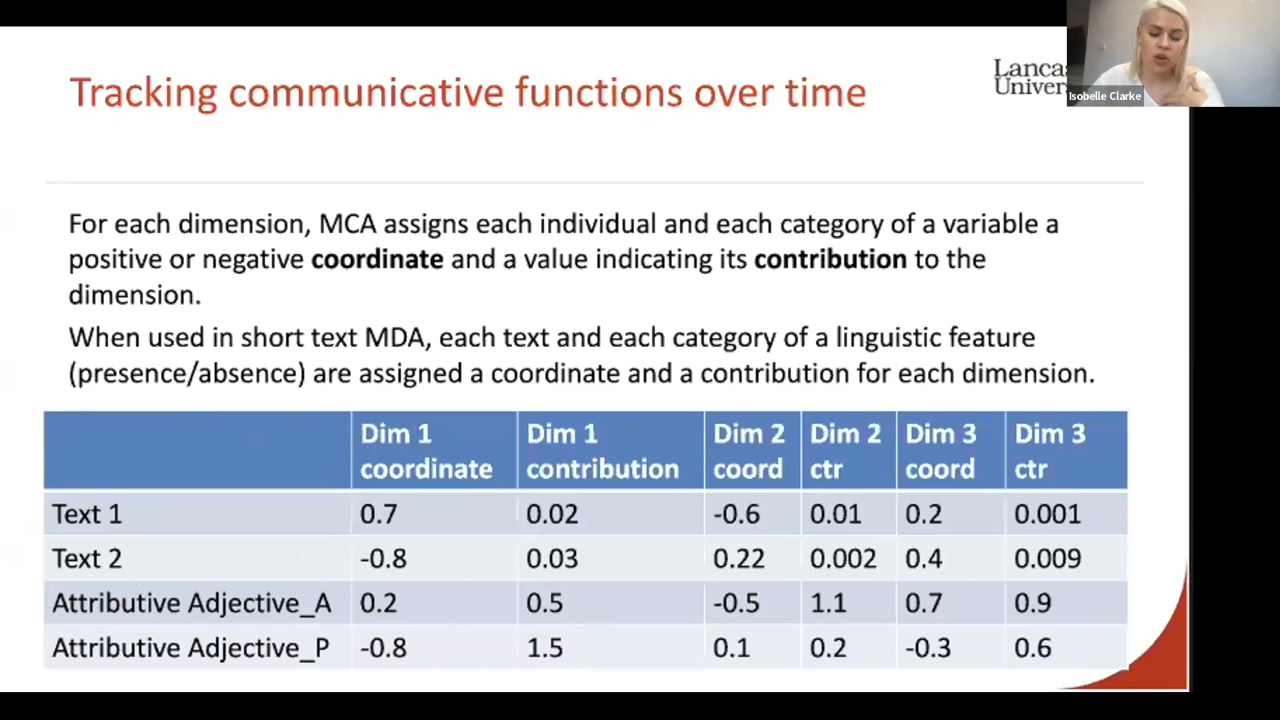 Tracking communicative functions over time
Lanca
Univer
Isobelle Clarke
For each dimension, MCA assigns each individual and each category of a variable a
positive or negative coordinate and a value indicating its contribution to the
dimension.
When used in short text MDA, each text and each category of a linguistic feature
(presence/absence) are assigned a coordinate and a contribution for each dimension.
Dim 1 coordinate Dim 1 contribution Dim 2 coord Dim 2 ctr Dim 3 coord Dim 3 ctr
Text 1 0.7 0.02 -0.6 0.01 0.2 0.001
Text 2 -0.8 0.03 0.22 0.002 0.4 0.009
Attributive Adjective_A 0.2 0.5 -0.5 1.1 0.7 0.9
Attributive Adjective_P -0.8 1.5 0.1 0.2 -0.3 0.6